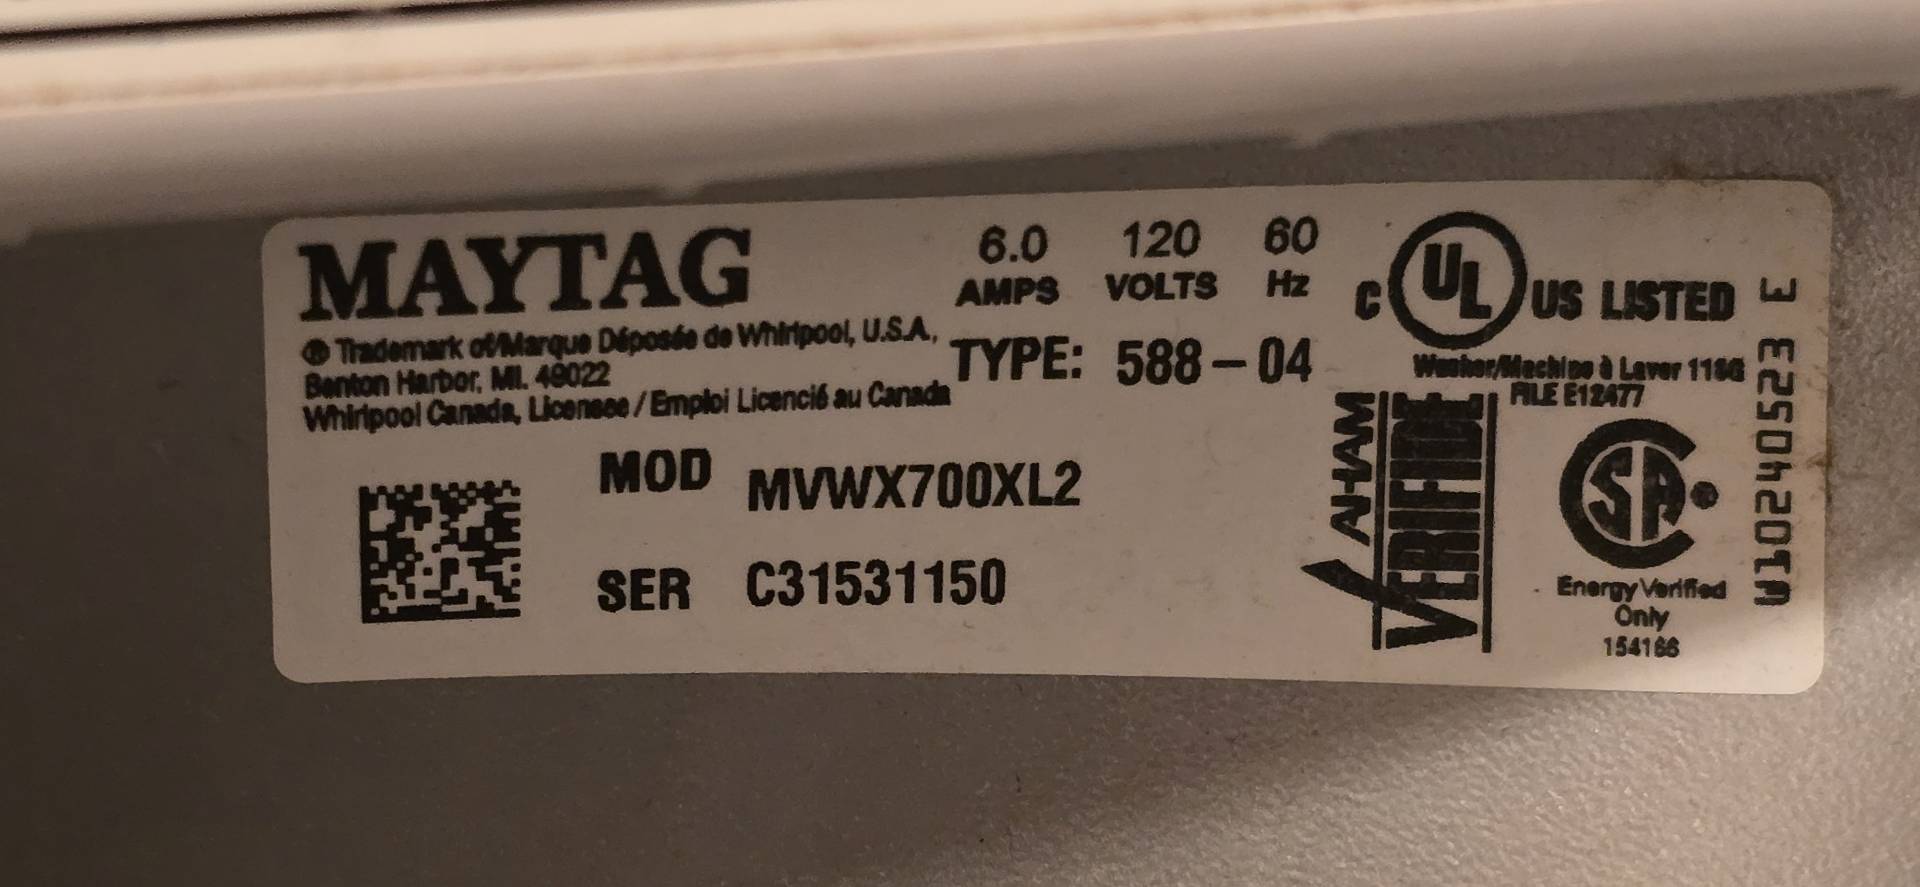 MAYTAG
® Trademark of/Marque Déposée de Whirlpool, U.S.A.,
Benton Harbor, MI. 49022
Whirlpool Canada, Licensee / Emploi Licencié au Canada
6.0 120 60
AMPS VOLTS Hz
TYPE: 588-04
MOD MVWX700XL2
SER C31531150
C UL US LISTED
Washer/Machine à Laver 118G
FILE E12477
AHAM
VERIFIDE
SA®
Energy Verified
Only
154166
W10240523 E